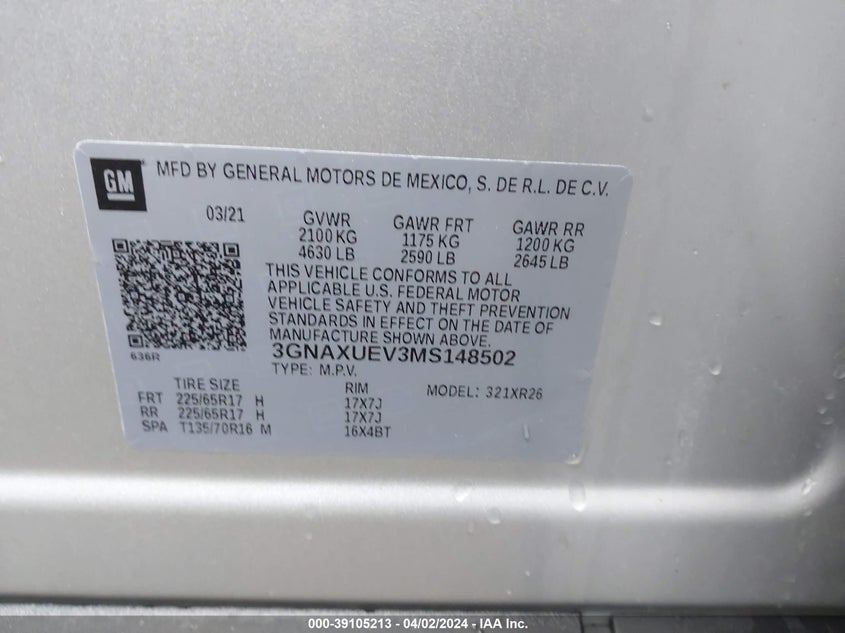 GM
MFD BY GENERAL MOTORS DE MEXICO, S. DE R.L. DE C.V.
03/21 GVWR GAWR FRT GAWR RR
2100 KG 1175 KG 1200 KG
4630 LB 2590 LB 2645 LB
THIS VEHICLE CONFORMS TO ALL
APPLICABLE U.S. FEDERAL MOTOR
VEHICLE SAFETY AND THEFT PREVENTION
STANDARDS IN EFFECT ON THE DATE OF
MANUFACTURE SHOWN ABOVE.
636R
3GNAXUEV3MS148502
TYPE: M.P.V.
TIRE SIZE RIM MODEL: 321XR26
FRT 225/65R17 H 17X7J
RR 225/65R17 H 17X7J
SPA T135/70R16 M 16X4BT
000-39105213 - 04/02/2024 - IAA Inc.